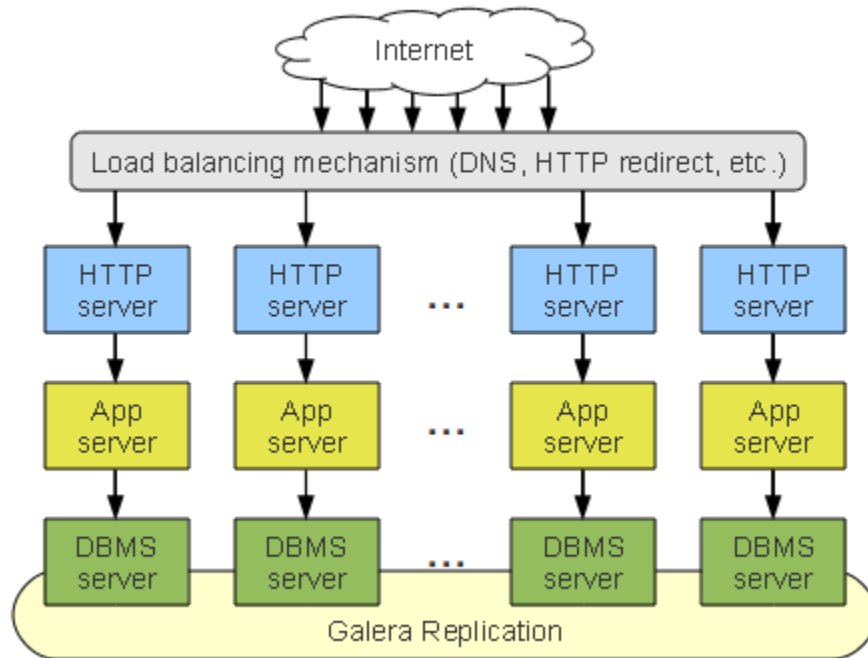 Internet
Load balancing mechanism (DNS, HTTP redirect, etc.)
HTTP server
HTTP server
...
HTTP server
HTTP server
App server
App server
...
App server
App server
DBMS server
DBMS server
...
DBMS server
DBMS server
Galera Replication